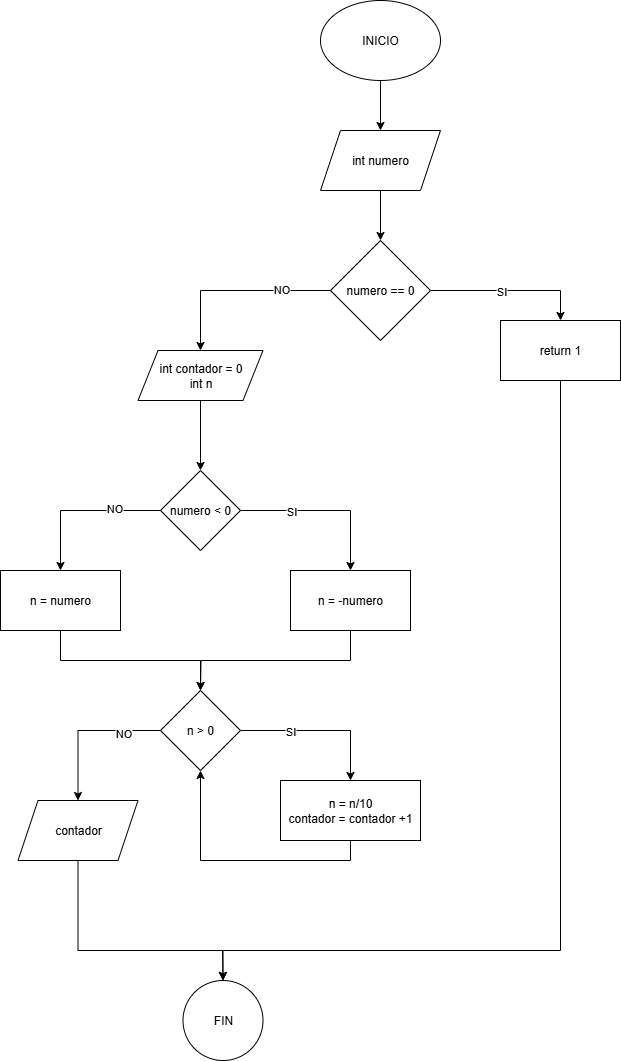 INICIO
int numero
numero == 0
NO
SI
return 1
int contador = 0
int n
numero < 0
NO
SI
n = numero
n = -numero
n > 0
NO
SI
n = n/10
contador = contador +1
contador
FIN